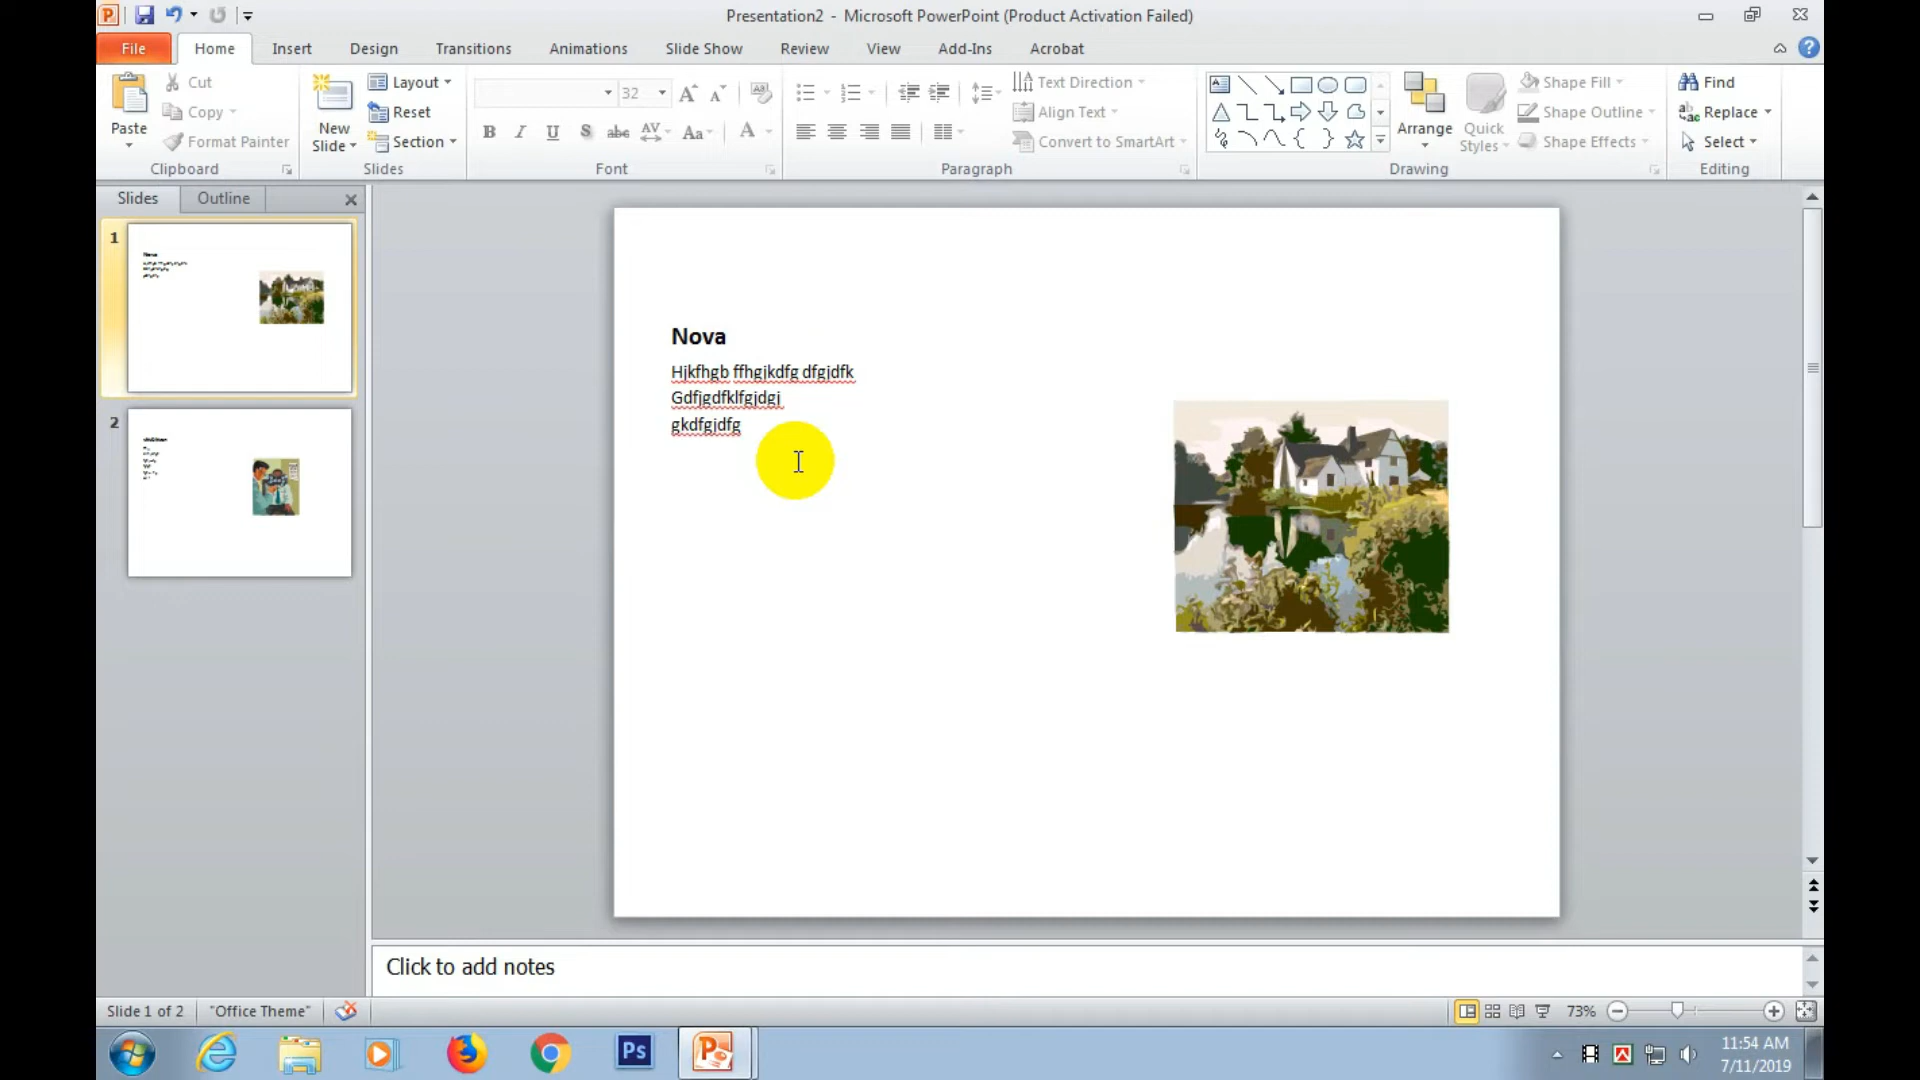 Presentation2 - Microsoft PowerPoint (Product Activation Failed)
File Home Insert Design Transitions Animations Slide Show Review View Add-Ins Acrobat
Paste
Cut
Copy
Format Painter
Clipboard
New Slide
Layout
Reset
Section
Slides
32
Font
Text Direction
Align Text
Convert to SmartArt
Paragraph
Arrange
Quick Styles
Shape Fill
Shape Outline
Shape Effects
Drawing
Find
Replace
Select
Editing
Slides Outline
1
Nova
2
Nova
Hjkfhgb ffhgjkdfg dfgjdfk
Gdfjgdfklfgjdgj
gkdfgjdfg
Click to add notes
Slide 1 of 2 "Office Theme" 73%
Ps
11:54 AM
7/11/2019